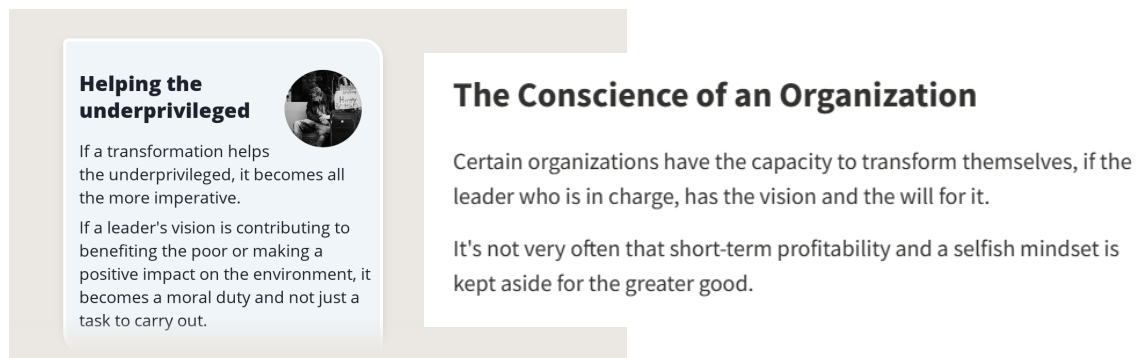 Helping the
underprivileged
If a transformation helps
the underprivileged, it becomes all
the more imperative.
If a leader's vision is contributing to
benefiting the poor or making a
positive impact on the environment, it
becomes a moral duty and not just a
task to carry out.
The Conscience of an Organization
Certain organizations have the capacity to transform themselves, if the
leader who is in charge, has the vision and the will for it.
It's not very often that short-term profitability and a selfish mindset is
kept aside for the greater good.